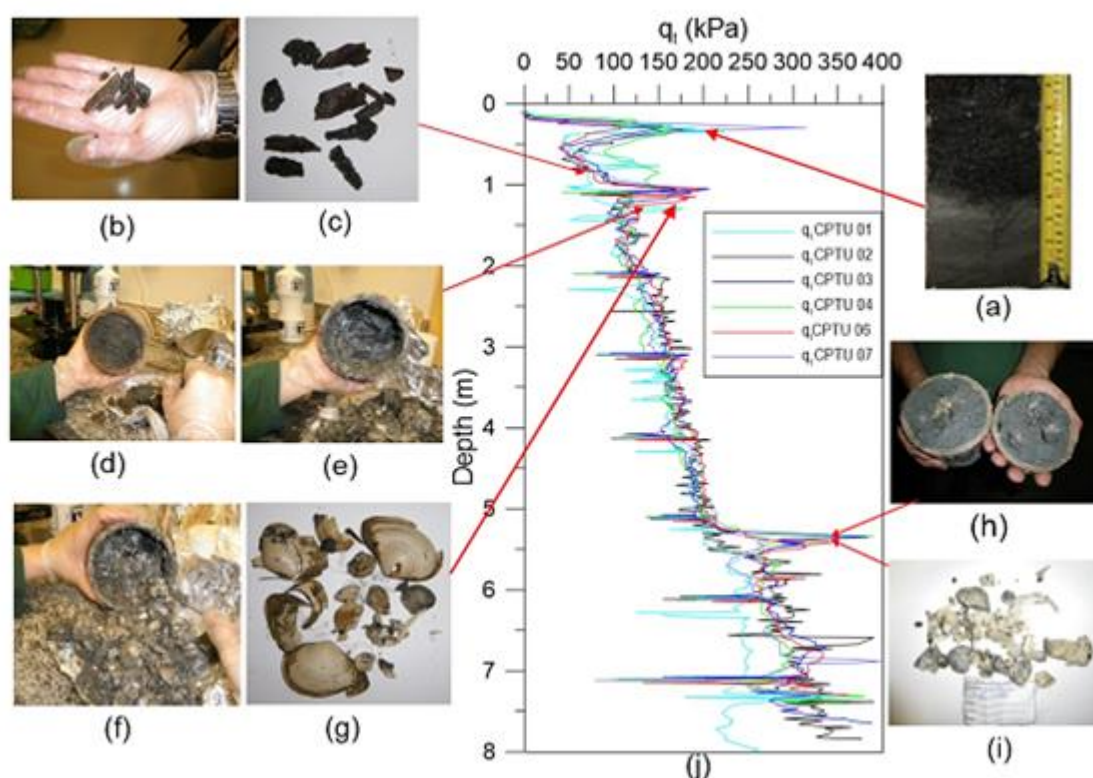 qt (kPa)
0 50 100 150 200 250 300 350 400
0
1
2
3
4
5
6
7
8
Depth (m)
qt CPTU 01
qt CPTU 02
qt CPTU 03
qt CPTU 04
qt CPTU 06
qt CPTU 07
(a)
(b)
(c)
(d)
(e)
(f)
(g)
(h)
(i)
(j)